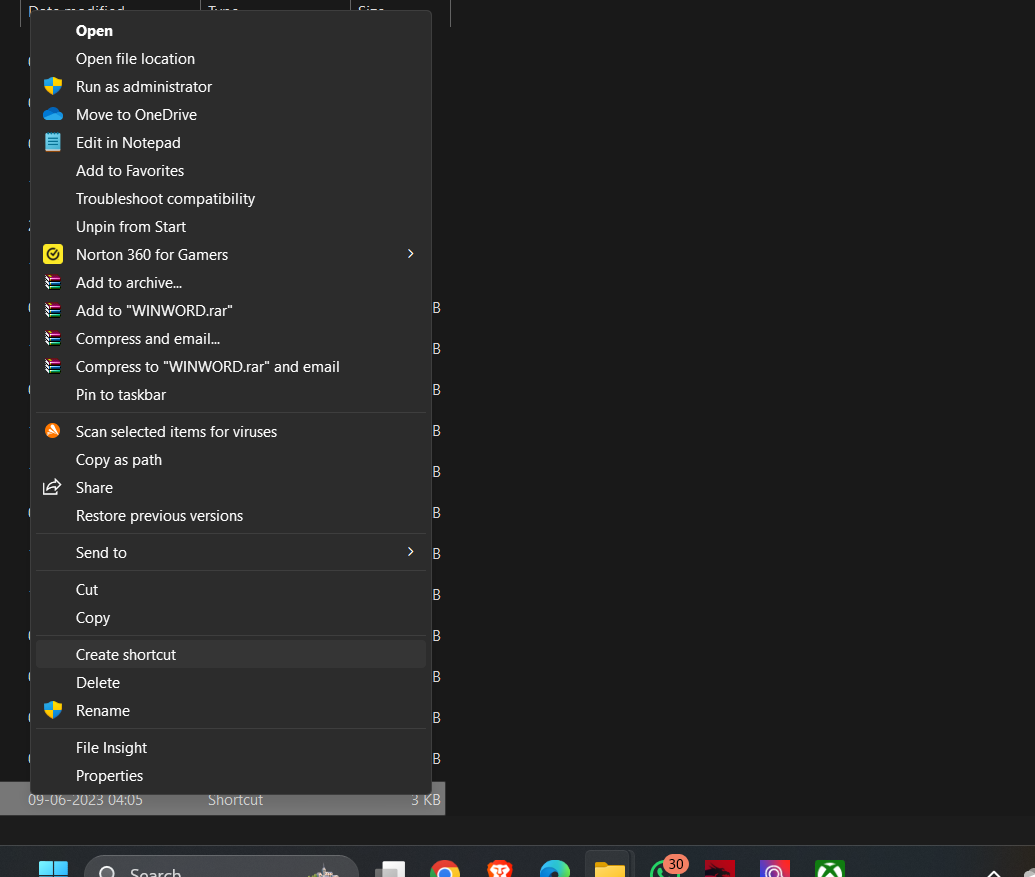 Date modified Type Size
Open
Open file location
Run as administrator
Move to OneDrive
Edit in Notepad
Add to Favorites
Troubleshoot compatibility
Unpin from Start
Norton 360 for Gamers
Add to archive...
Add to "WINWORD.rar"
B
Compress and email...
B
Compress to "WINWORD.rar" and email
Pin to taskbar
B
Scan selected items for viruses
B
Copy as path
B
Share
Restore previous versions
B
Send to
B
Cut
B
Copy
B
Create shortcut
Delete
B
Rename
B
File Insight
B
Properties
09-06-2023 04:05 Shortcut 3 KB
Search
30